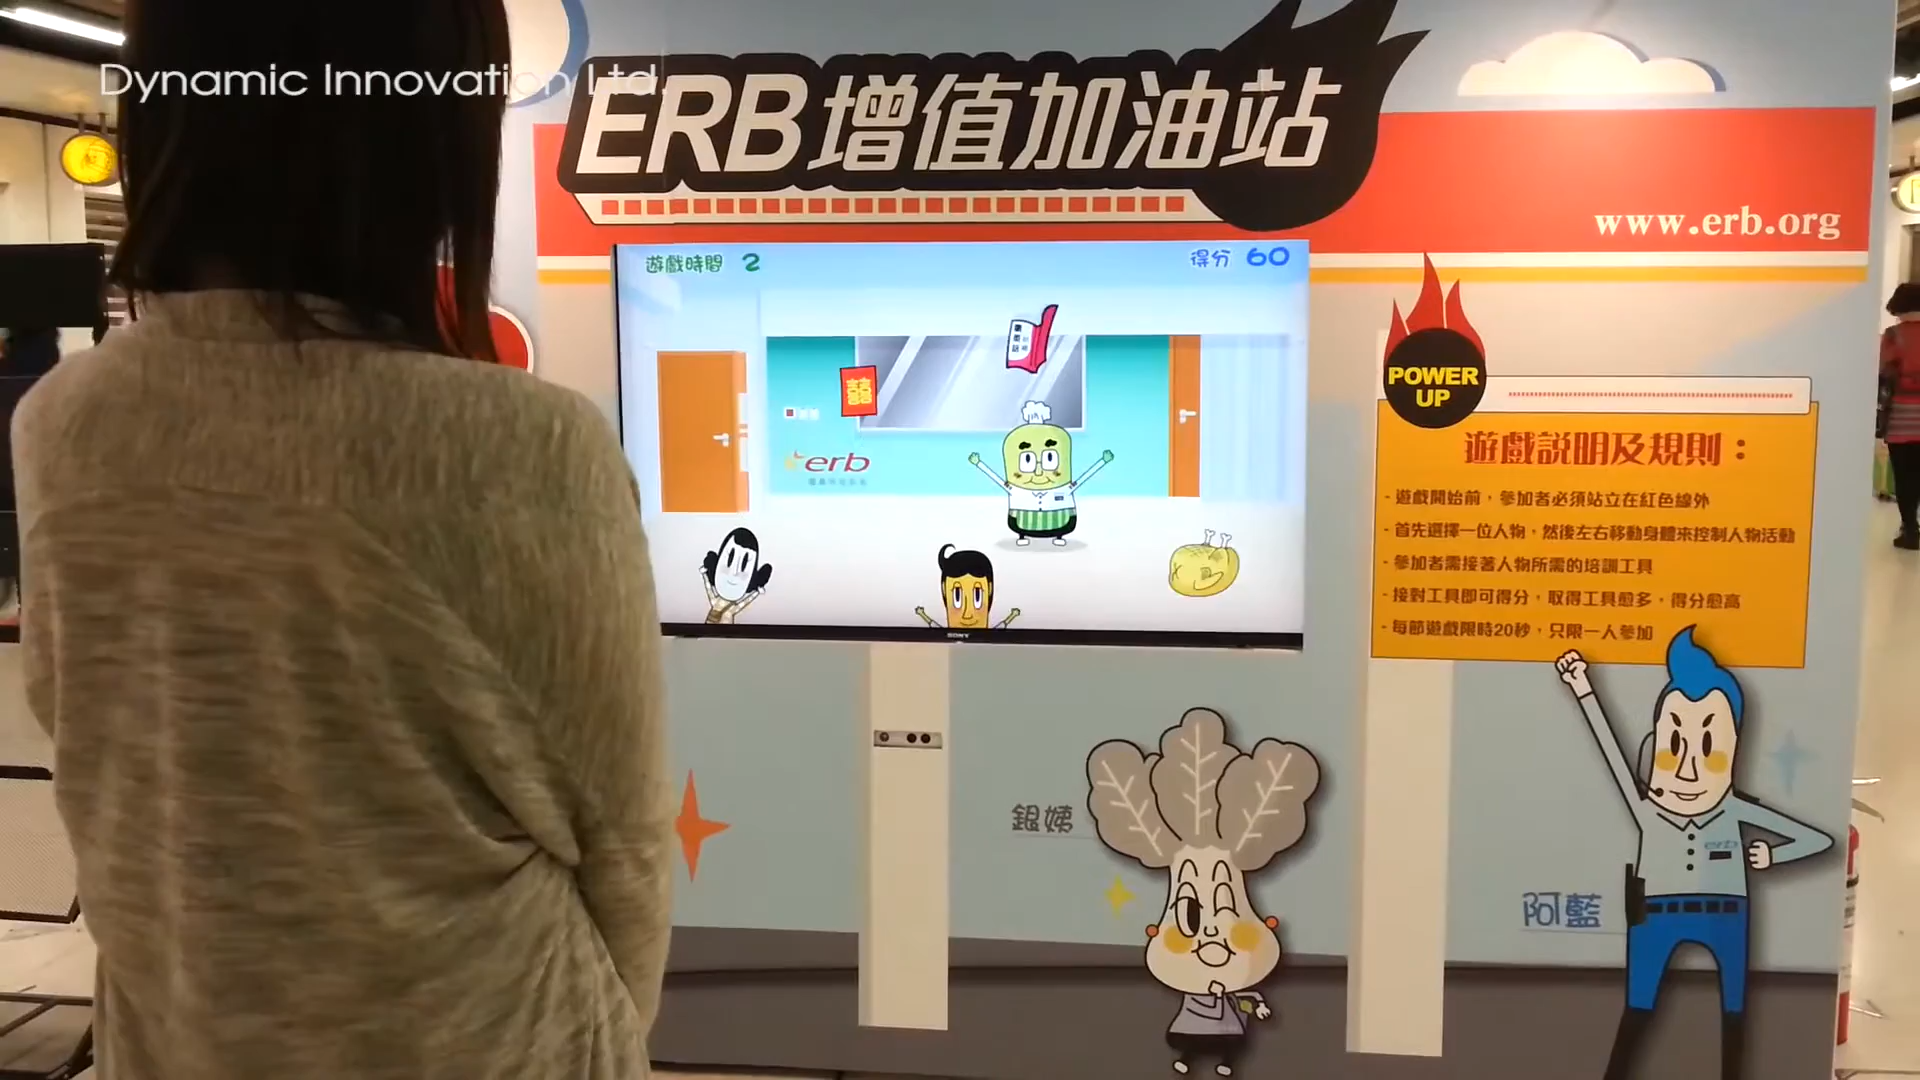 Dynamic Innovation Ltd.
ERB增值加油站
www.erb.org
遊戲時間 2
得分 60
囍
erb
SONY
POWER
UP
遊戲説明及規則：
- 遊戲開始前，參加者必須站立在紅色線外
- 首先選擇一位人物，然後左右移動身體來控制人物活動
- 參加者需接著人物所需的培訓工具
- 接對工具即可得分，取得工具愈多，得分愈高
- 每節遊戲限時20秒，只限一人參加
銀姨
阿藍
erb